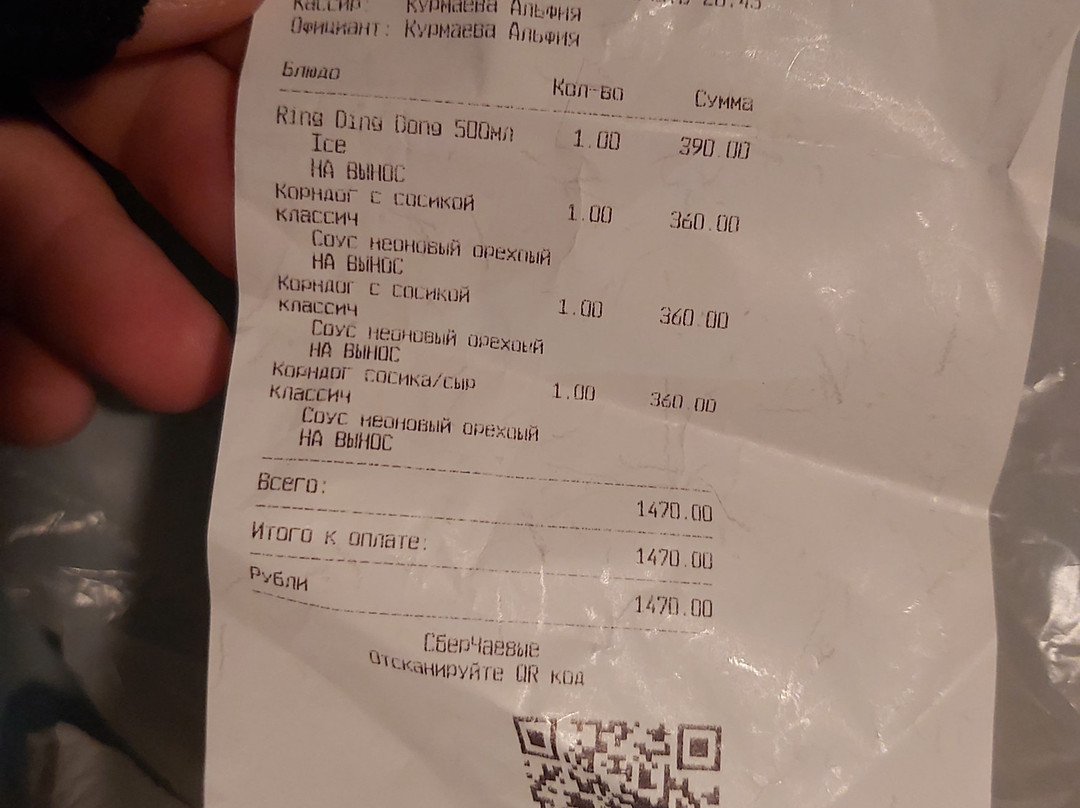 Кассир: Курмаева Альфия
Официант: Курмаева Альфия
Блюдо Кол-во Сумма
Ring Ding Dong 500мл 1.00 390.00
Ice
НА ВЫНОС
Корндог с сосикой 1.00 360.00
классич
Соус неоновый орехоый
НА ВЫНОС
Корндог с сосикой 1.00 360.00
классич
Соус неоновый орехоый
НА ВЫНОС
Корндог сосика/сыр 1.00 360.00
классич
Соус неоновый орехоый
НА ВЫНОС
Всего: 1470.00
Итого к оплате: 1470.00
Рубли 1470.00
СберЧаевые
Отсканируйте QR код